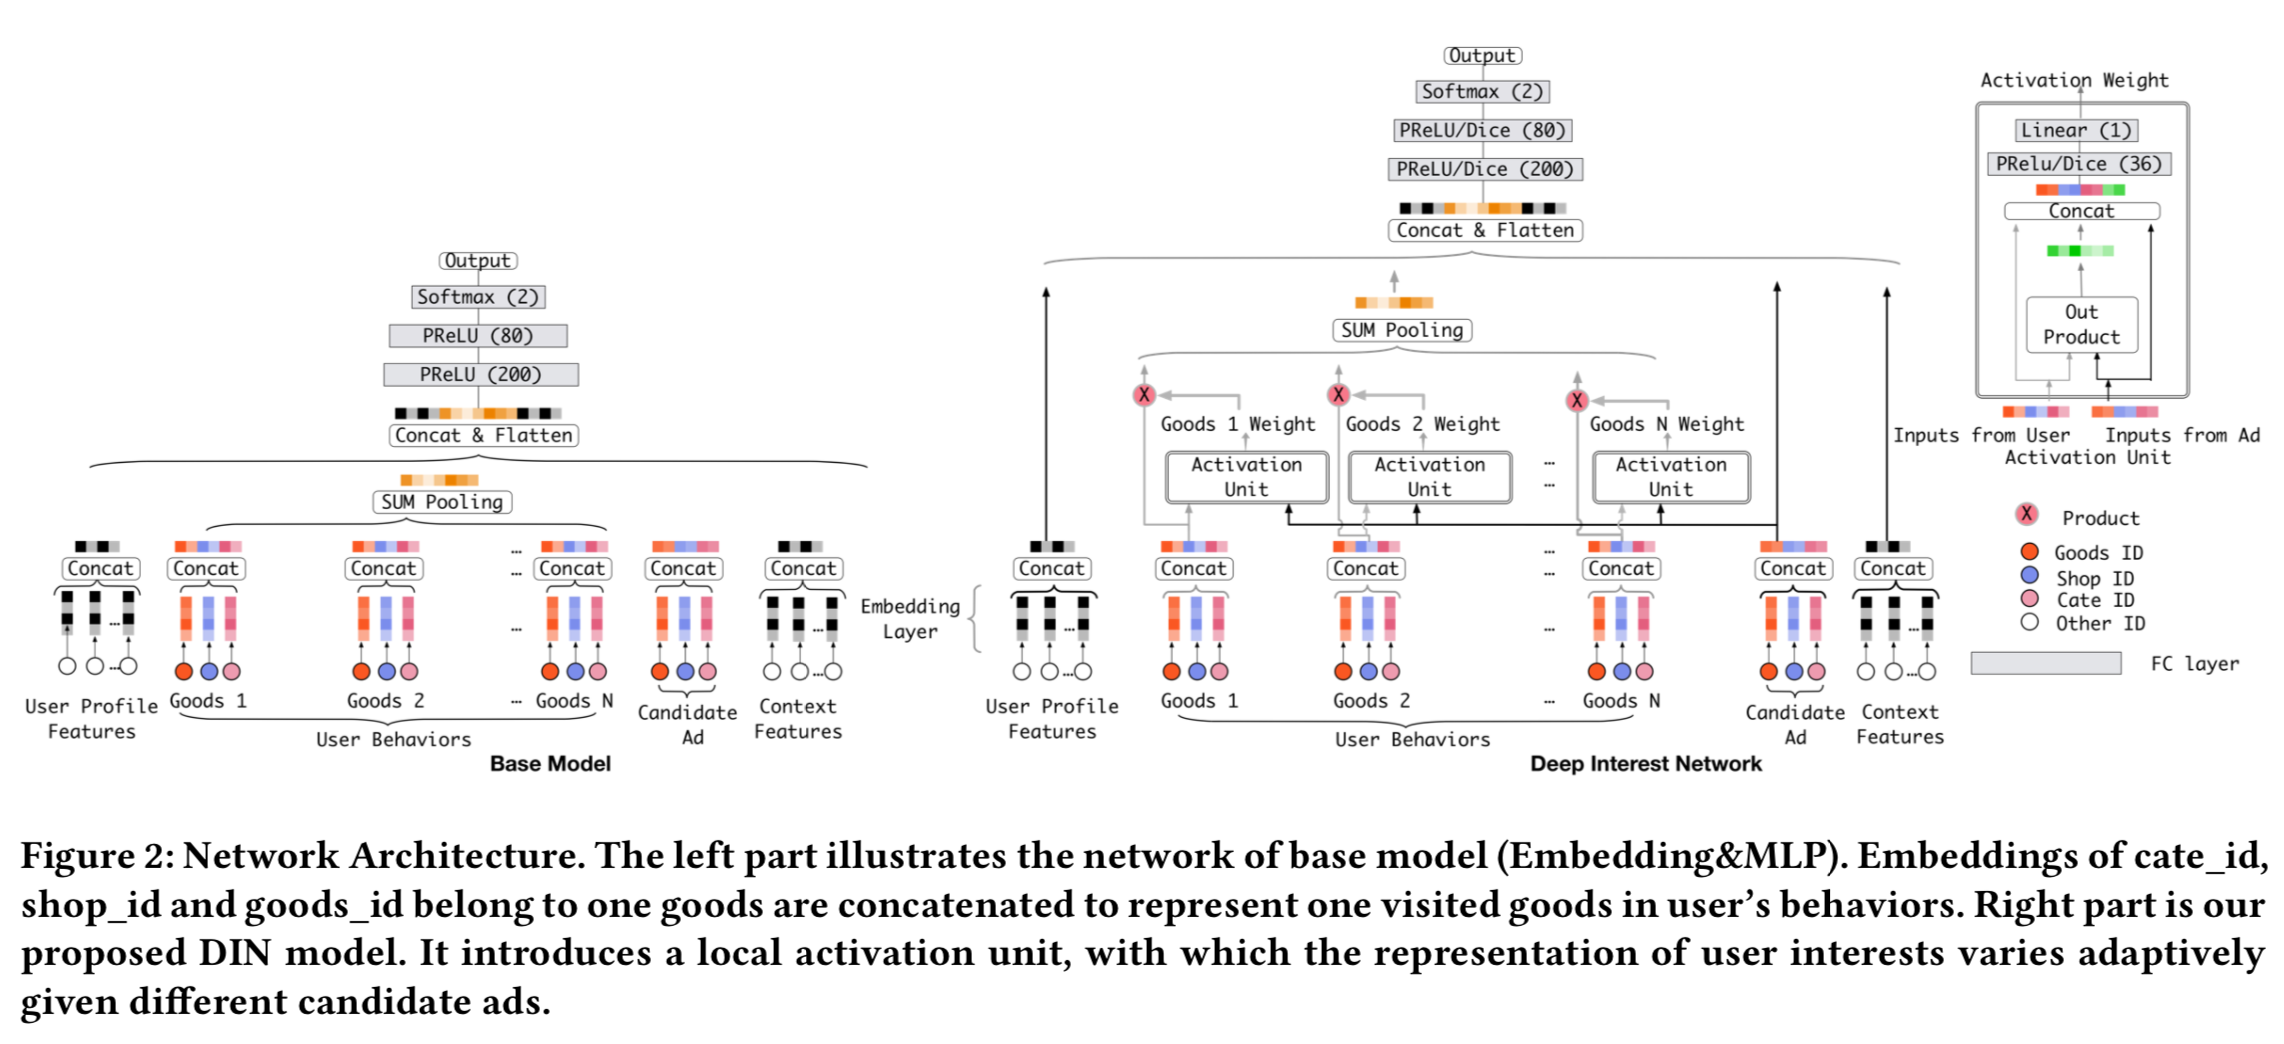 Output
Softmax (2)
PReLU (80)
PReLU (200)
Concat & Flatten
SUM Pooling
Concat Concat Concat ... Concat Concat Concat
...
...
User Profile Features
Goods 1 Goods 2 ... Goods N
User Behaviors
Candidate Ad
Context Features
Base Model
Output
Softmax (2)
PReLU/Dice (80)
PReLU/Dice (200)
Concat & Flatten
SUM Pooling
X X X
Goods 1 Weight Goods 2 Weight Goods N Weight
Activation Unit Activation Unit ... Activation Unit
...
Concat Concat Concat ... Concat Concat Concat
...
...
Embedding Layer
User Profile Features
Goods 1 Goods 2 ... Goods N
User Behaviors
Candidate Ad
Context Features
Deep Interest Network
Activation Weight
Linear (1)
PRelu/Dice (36)
Concat
Out
Product
Inputs from User Inputs from Ad
Activation Unit
X Product
Goods ID
Shop ID
Cate ID
Other ID
FC layer
Figure 2: Network Architecture. The left part illustrates the network of base model (Embedding&MLP). Embeddings of cate_id,
shop_id and goods_id belong to one goods are concatenated to represent one visited goods in user's behaviors. Right part is our
proposed DIN model. It introduces a local activation unit, with which the representation of user interests varies adaptively
given different candidate ads.